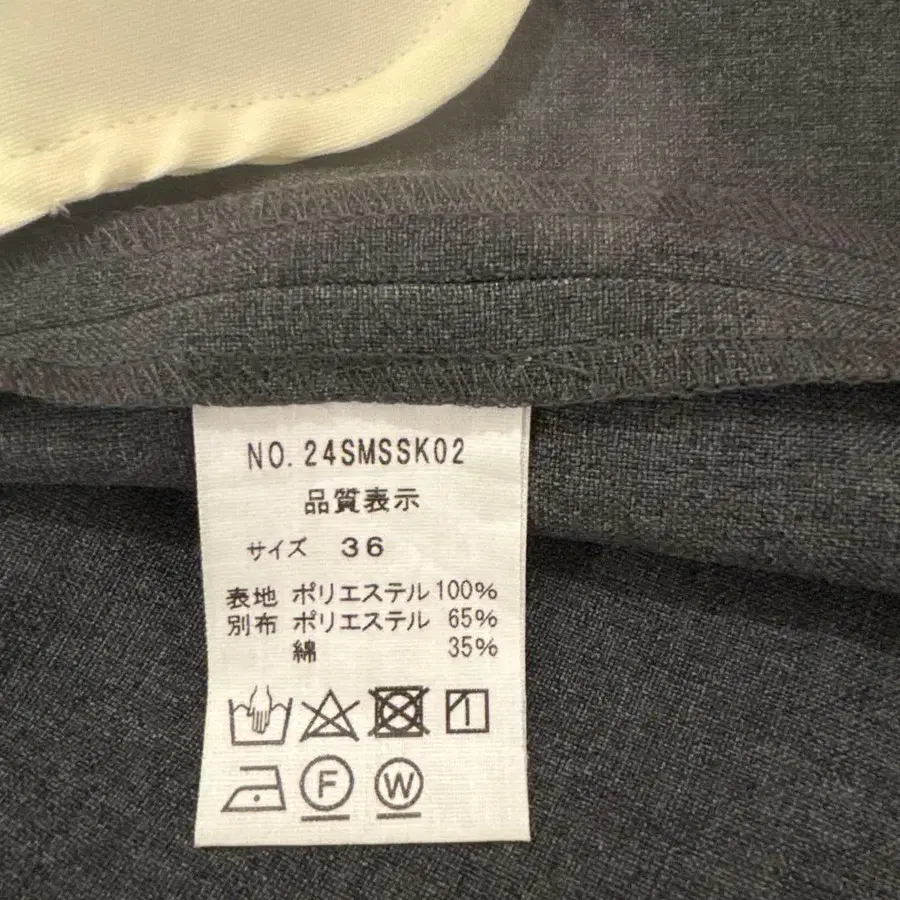 NO. 24SMSSK02
品質表示
サイズ 36
表地 ポリエステル 100%
別布 ポリエステル 65%
綿 35%
F W